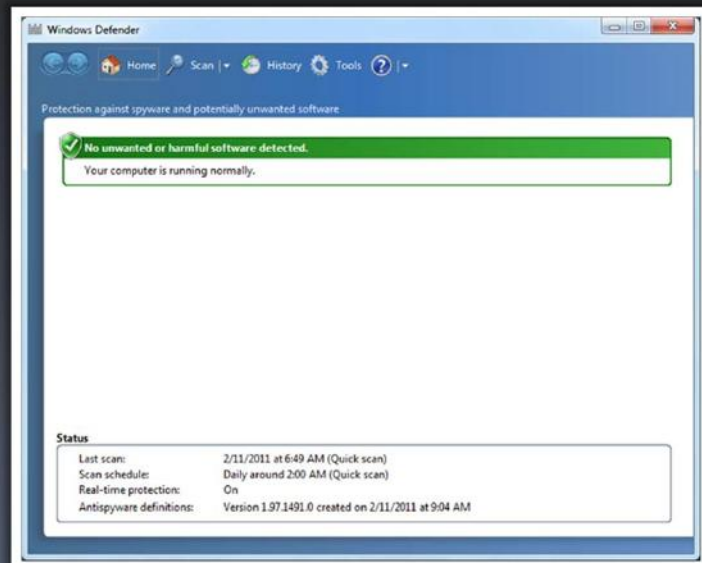 Windows Defender
Home Scan History Tools
Protection against spyware and potentially unwanted software
No unwanted or harmful software detected.
Your computer is running normally.
Status
Last scan: 2/11/2011 at 6:49 AM (Quick scan)
Scan schedule: Daily around 2:00 AM (Quick scan)
Real-time protection: On
Antispyware definitions: Version 1.97.1491.0 created on 2/11/2011 at 9:04 AM